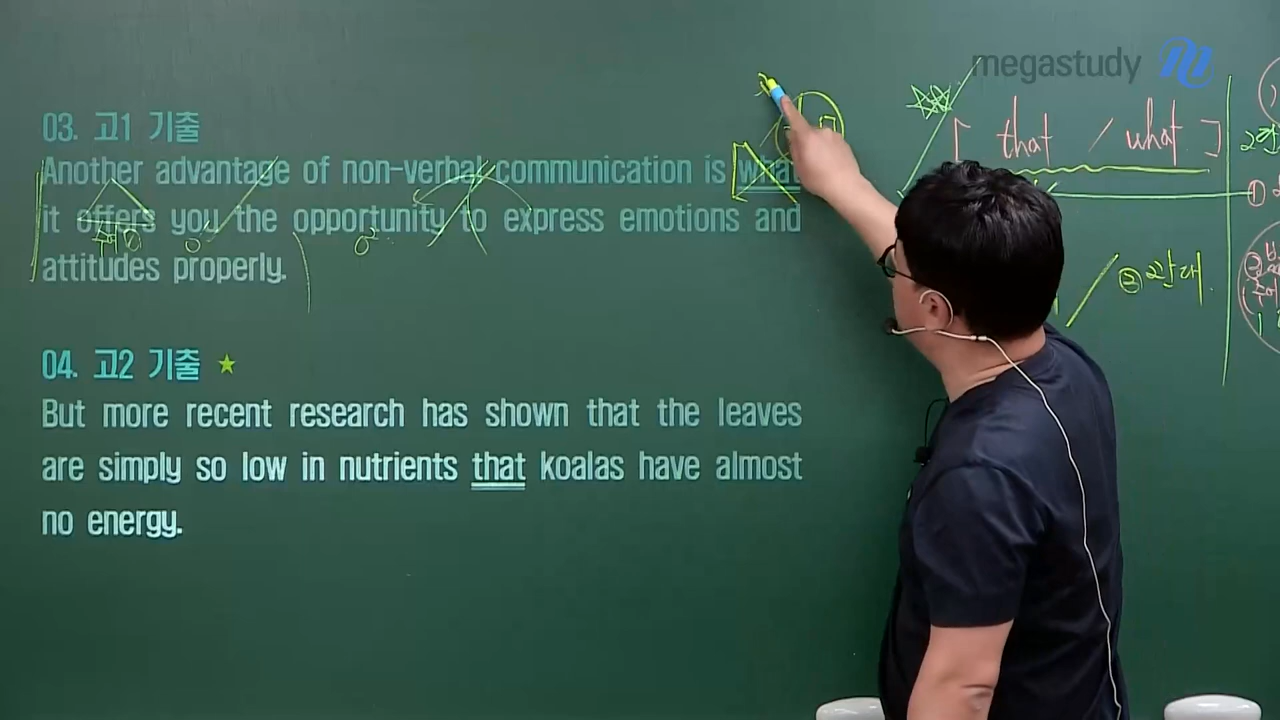 megastudy
03. 고1 기출
Another advantage of non-verbal communication is what
it offers you the opportunity to express emotions and
attitudes properly.
04. 고2 기출 ★
But more recent research has shown that the leaves
are simply so low in nutrients that koalas have almost
no energy.
[ that / what ]
② 관대